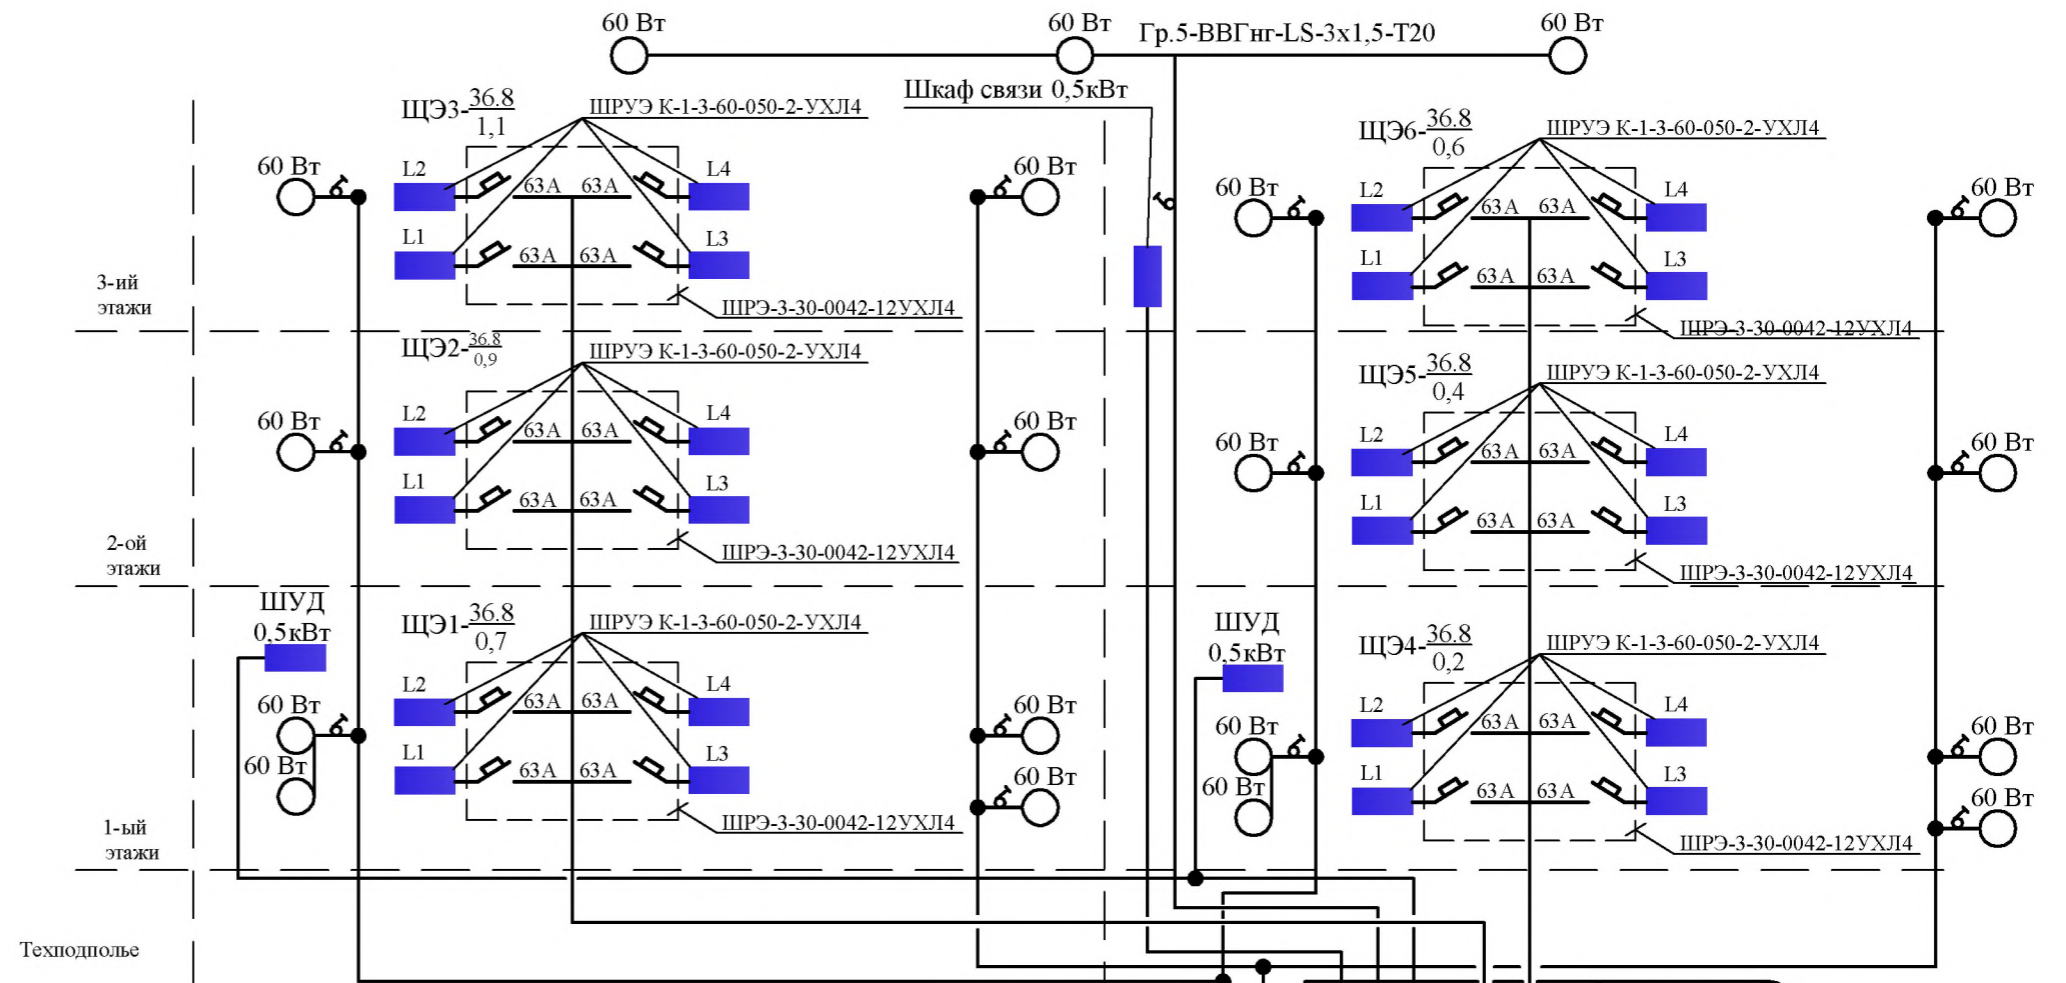 60 Вт
60 Вт
Гр.5-ВВГнг-LS-3х1,5-Т20
60 Вт
Шкаф связи 0,5кВт
ЩЭ3-36.8
1,1
ШРУЭ К-1-3-60-050-2-УХЛ4
ЩЭ6-36.8
0,6
ШРУЭ К-1-3-60-050-2-УХЛ4
60 Вт
L2
63А
63А
L4
60 Вт
60 Вт
L2
63А
63А
L4
60 Вт
L1
63А
63А
L3
L1
63А
63А
L3
3-ий
этажи
ШРЭ-3-30-0042-12УХЛ4
ШРЭ-3-30-0042-12УХЛ4
ЩЭ2-36.8
0,9
ШРУЭ К-1-3-60-050-2-УХЛ4
ЩЭ5-36.8
0,4
ШРУЭ К-1-3-60-050-2-УХЛ4
60 Вт
L2
63А
63А
L4
60 Вт
60 Вт
L2
63А
63А
L4
60 Вт
L1
63А
63А
L3
L1
63А
63А
L3
2-ой
этажи
ШРЭ-3-30-0042-12УХЛ4
ШРЭ-3-30-0042-12УХЛ4
ШУД
0,5кВт
ЩЭ1-36.8
0,7
ШРУЭ К-1-3-60-050-2-УХЛ4
ШУД
0,5кВт
ЩЭ4-36.8
0,2
ШРУЭ К-1-3-60-050-2-УХЛ4
60 Вт
L2
63А
63А
L4
60 Вт
60 Вт
L2
63А
63А
L4
60 Вт
60 Вт
L1
63А
63А
L3
60 Вт
60 Вт
L1
63А
63А
L3
60 Вт
1-ый
этажи
ШРЭ-3-30-0042-12УХЛ4
ШРЭ-3-30-0042-12УХЛ4
Техподполье